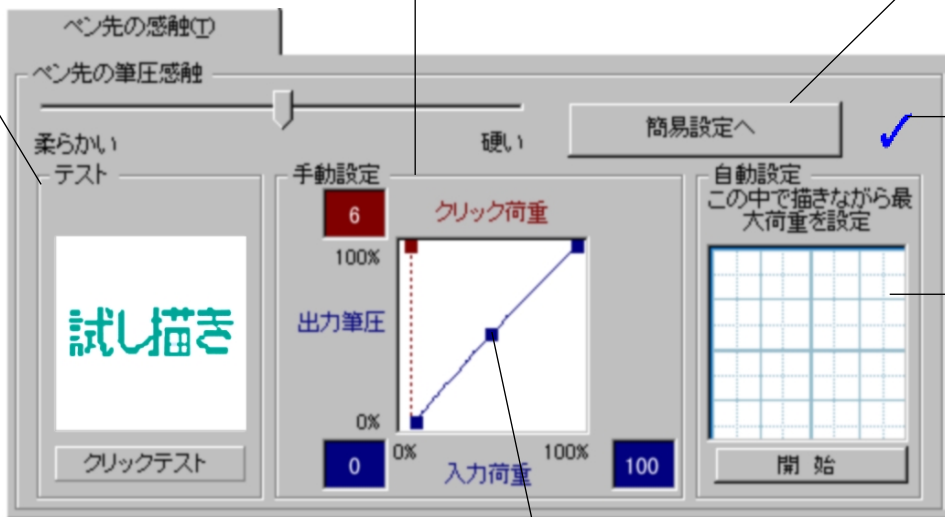 ペン先の感触(T)
ペン先の筆圧感触
柔らかい
硬い
簡易設定へ
テスト
試し描き
クリックテスト
手動設定
6
クリック荷重
100%
出力筆圧
0%
0%
100%
0
入力荷重
100
自動設定
この中で描きながら最
大荷重を設定
開 始